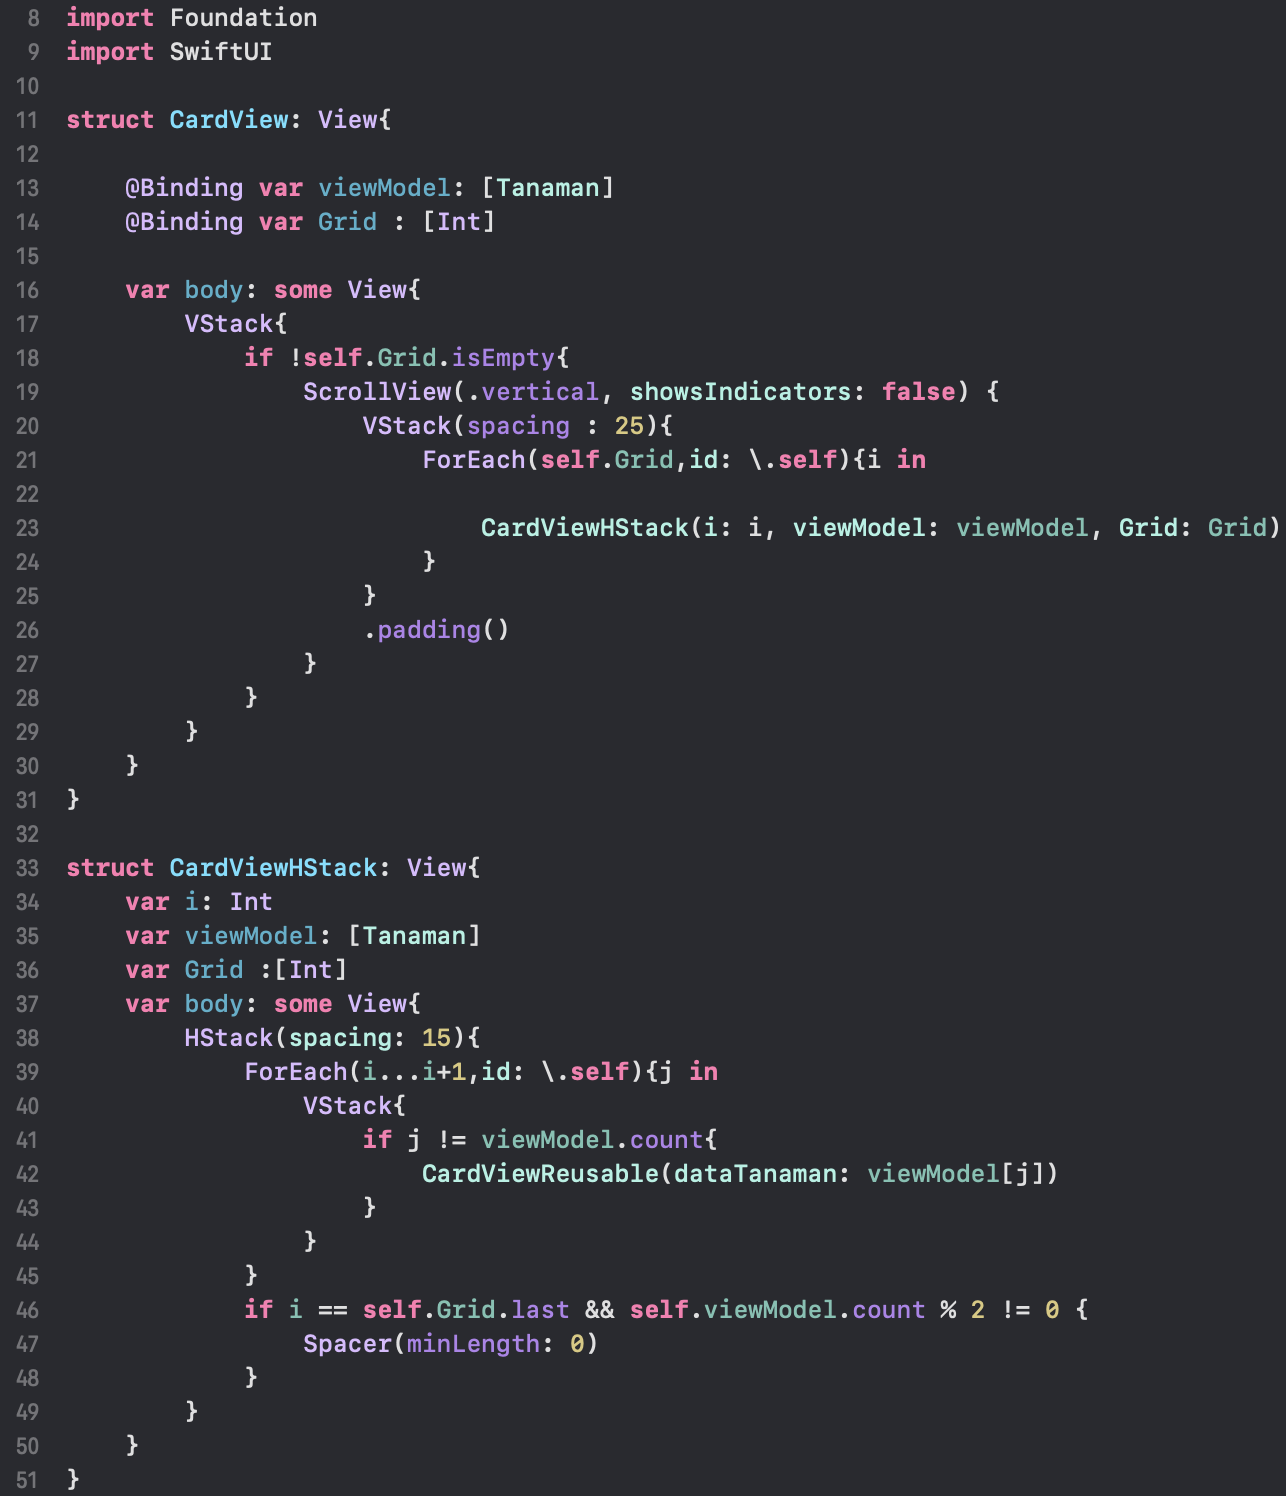 8 import Foundation
9 import SwiftUI
10
11 struct CardView: View{
12
13     @Binding var viewModel: [Tanaman]
14     @Binding var Grid : [Int]
15
16     var body: some View{
17         VStack{
18             if !self.Grid.isEmpty{
19                 ScrollView(.vertical, showsIndicators: false) {
20                     VStack(spacing : 25){
21                         ForEach(self.Grid,id: \.self){i in
22
23                             CardViewHStack(i: i, viewModel: viewModel, Grid: Grid)
24                         }
25                     }
26                     .padding()
27                 }
28             }
29         }
30     }
31 }
32
33 struct CardViewHStack: View{
34     var i: Int
35     var viewModel: [Tanaman]
36     var Grid :[Int]
37     var body: some View{
38         HStack(spacing: 15){
39             ForEach(i...i+1,id: \.self){j in
40                 VStack{
41                     if j != viewModel.count{
42                         CardViewReusable(dataTanaman: viewModel[j])
43                     }
44                 }
45             }
46             if i == self.Grid.last && self.viewModel.count % 2 != 0 {
47                 Spacer(minLength: 0)
48             }
49         }
50     }
51 }